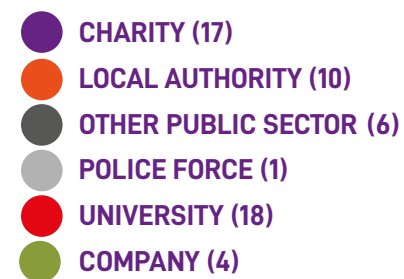 CHARITY (17)
LOCAL AUTHORITY (10)
OTHER PUBLIC SECTOR (6)
POLICE FORCE (1)
UNIVERSITY (18)
COMPANY (4)